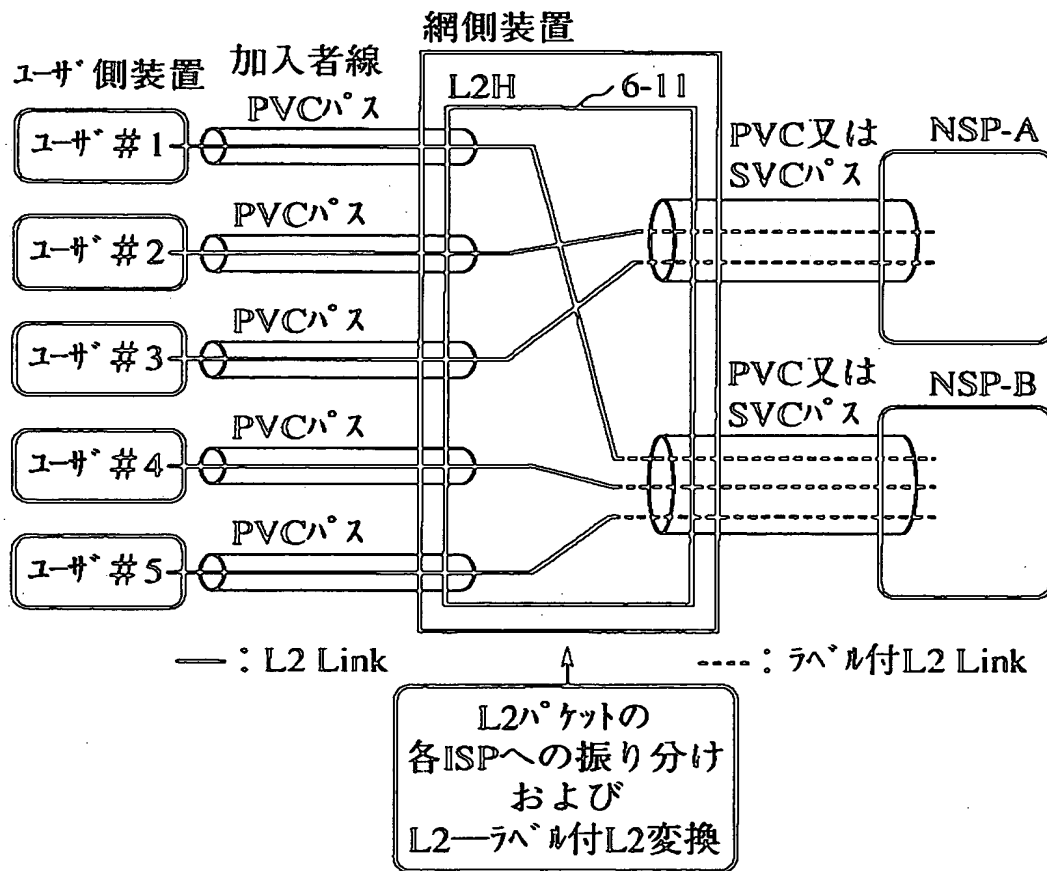 網側装置
ﾕｰｻﾞ側装置
加入者線
L2H
6-11
PVCﾊﾟｽ
ﾕｰｻﾞ#1
PVC又は
SVCﾊﾟｽ
NSP-A
PVCﾊﾟｽ
ﾕｰｻﾞ#2
PVCﾊﾟｽ
ﾕｰｻﾞ#3
PVC又は
SVCﾊﾟｽ
NSP-B
PVCﾊﾟｽ
ﾕｰｻﾞ#4
PVCﾊﾟｽ
ﾕｰｻﾞ#5
：L2 Link
：ﾗﾍﾞﾙ付L2 Link
L2ﾊﾟｹｯﾄの
各ISPへの振り分け
および
L2―ﾗﾍﾞﾙ付L2変換